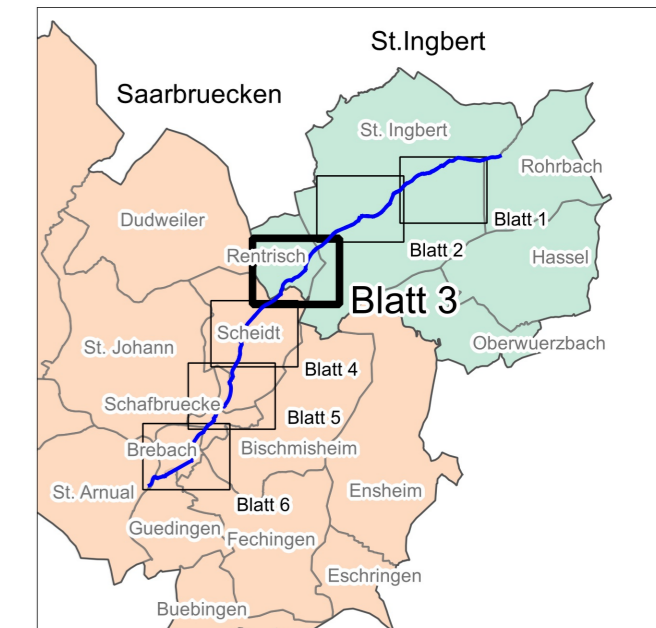 St.Ingbert
Saarbruecken
St. Ingbert
Rohrbach
Dudweiler
Blatt 1
Rentrisch
Blatt 2
Hassel
Blatt 3
Scheidt
St. Johann
Oberwuerzbach
Blatt 4
Schafbruecke
Blatt 5
Brebach
Bischmisheim
St. Arnual
Ensheim
Blatt 6
Guedingen
Fechingen
Eschringen
Buebingen